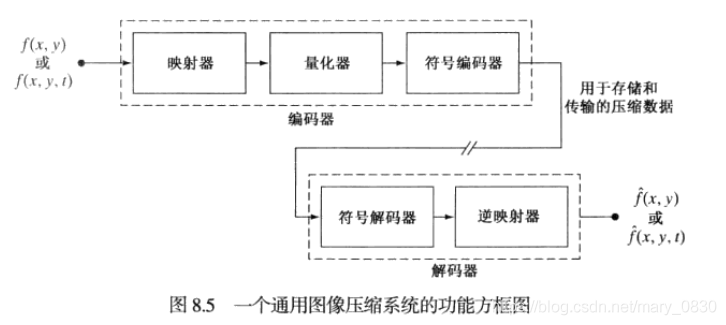 f(x, y)
或
f(x, y, t)
映射器
量化器
符号编码器
编码器
用于存储和
传输的压缩数据
符号解码器
逆映射器
解码器
f̂(x, y)
或
f̂(x, y, t)
图 8.5 一个通用图像压缩系统的功能方框图
blog.csdn.net/mary_0830